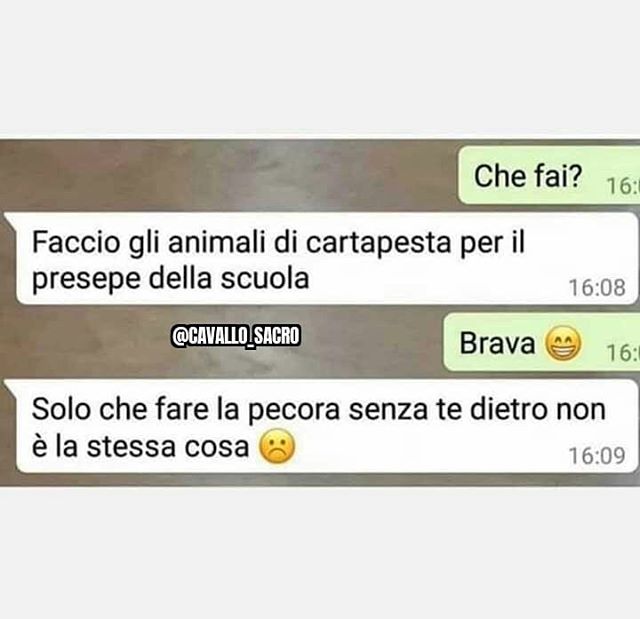 Che fai?
Faccio gli animali di cartapesta per il
presepe della scuola
16:08
@CAVALLO_SACRO
Brava 😁
Solo che fare la pecora senza te dietro non
è la stessa cosa ☹️
16:09